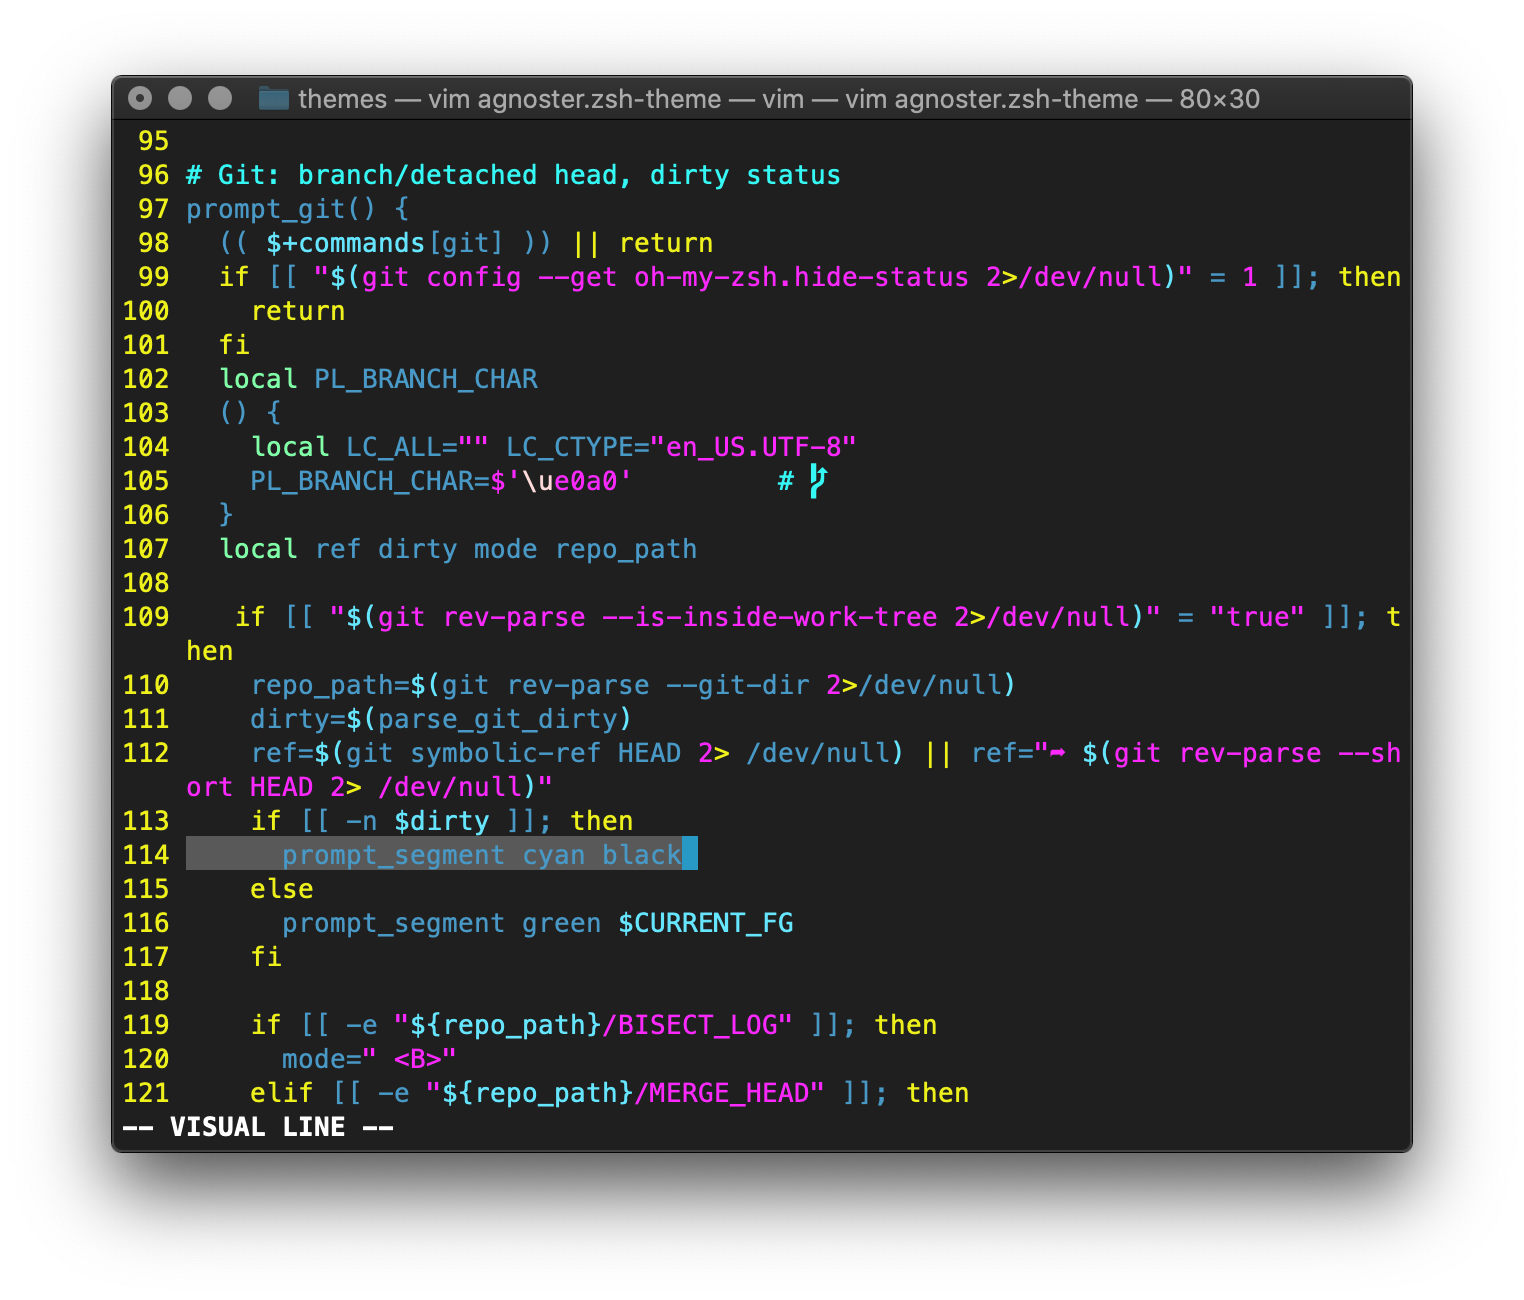 themes — vim agnoster.zsh-theme — vim — vim agnoster.zsh-theme — 80×30
95
96 # Git: branch/detached head, dirty status
97 prompt_git() {
98   (( $+commands[git] )) || return
99   if [[ "$(git config --get oh-my-zsh.hide-status 2>/dev/null)" = 1 ]]; then
100     return
101   fi
102   local PL_BRANCH_CHAR
103   () {
104     local LC_ALL="" LC_CTYPE="en_US.UTF-8"
105     PL_BRANCH_CHAR=$'\ue0a0'         # 
106   }
107   local ref dirty mode repo_path
108
109    if [[ "$(git rev-parse --is-inside-work-tree 2>/dev/null)" = "true" ]]; t
hen
110     repo_path=$(git rev-parse --git-dir 2>/dev/null)
111     dirty=$(parse_git_dirty)
112     ref=$(git symbolic-ref HEAD 2> /dev/null) || ref="➦ $(git rev-parse --sh
ort HEAD 2> /dev/null)"
113     if [[ -n $dirty ]]; then
114       prompt_segment cyan black
115     else
116       prompt_segment green $CURRENT_FG
117     fi
118
119     if [[ -e "${repo_path}/BISECT_LOG" ]]; then
120       mode=" <B>"
121     elif [[ -e "${repo_path}/MERGE_HEAD" ]]; then
-- VISUAL LINE --